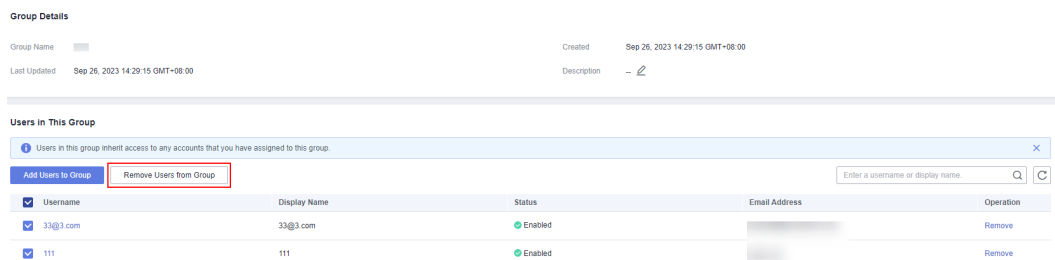 Group Details
Group Name
Created Sep 26, 2023 14:29:15 GMT+08:00
Last Updated Sep 26, 2023 14:29:15 GMT+08:00
Description --
Users in This Group
Users in this group inherit access to any accounts that you have assigned to this group.
Add Users to Group Remove Users from Group Enter a username or display name.
Username Display Name Status Email Address Operation
33@3.com 33@3.com Enabled Remove
111 111 Enabled Remove